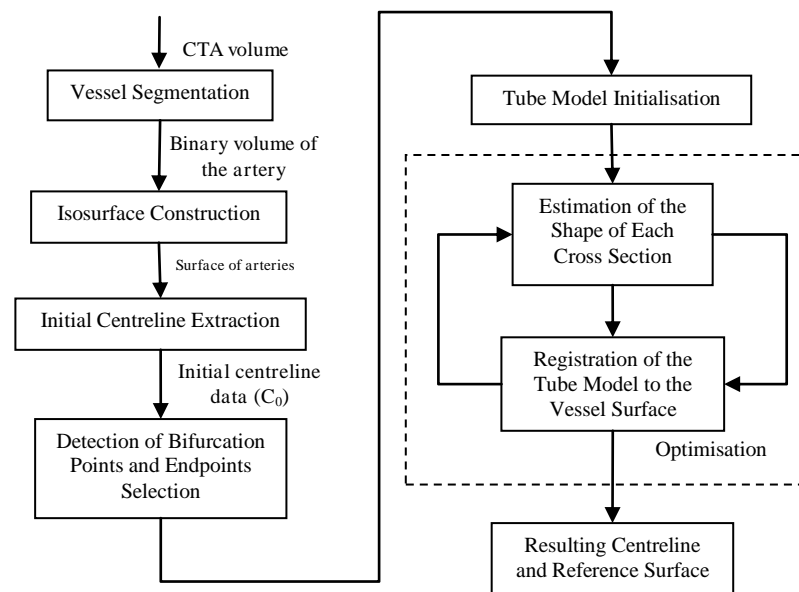 CTA volume
Vessel Segmentation
Binary volume of
the artery
Isosurface Construction
Surface of arteries
Initial Centreline Extraction
Initial centreline
data (C₀)
Detection of Bifurcation
Points and Endpoints
Selection
Tube Model Initialisation
Estimation of the
Shape of Each
Cross Section
Registration of the
Tube Model to the
Vessel Surface
Optimisation
Resulting Centreline
and Reference Surface